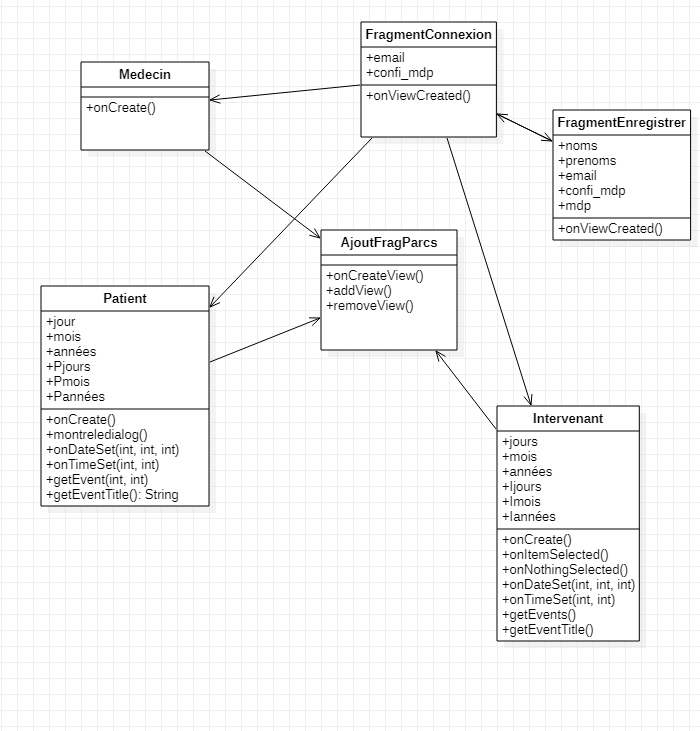 FragmentConnexion
+email
+confi_mdp
+onViewCreated()
Medecin
+onCreate()
FragmentEnregistrer
+noms
+prenoms
+email
+confi_mdp
+mdp
+onViewCreated()
AjoutFragParcs
+onCreateView()
+addView()
+removeView()
Patient
+jour
+mois
+années
+Pjours
+Pmois
+Pannées
+onCreate()
+montreledialog()
+onDateSet(int, int, int)
+onTimeSet(int, int)
+getEvent(int, int)
+getEventTitle(): String
Intervenant
+jours
+mois
+années
+Ijours
+Imois
+Iannées
+onCreate()
+onItemSelected()
+onNothingSelected()
+onDateSet(int, int, int)
+onTimeSet(int, int)
+getEvents()
+getEventTitle()